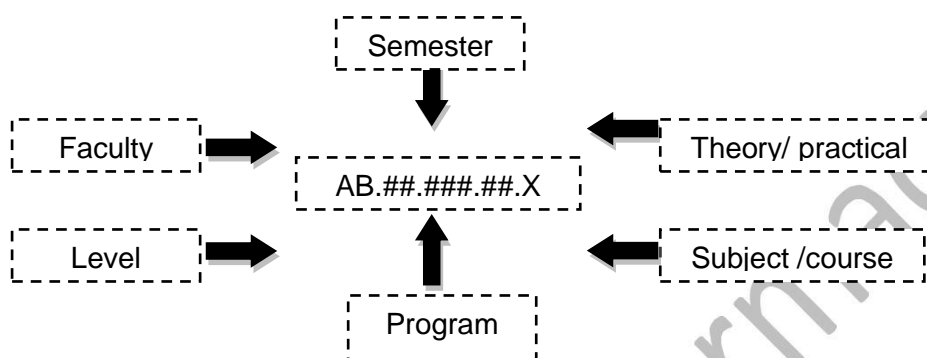 Semester
Faculty
Theory/ practical
AB.##.###.##.X
Level
Subject /course
Program